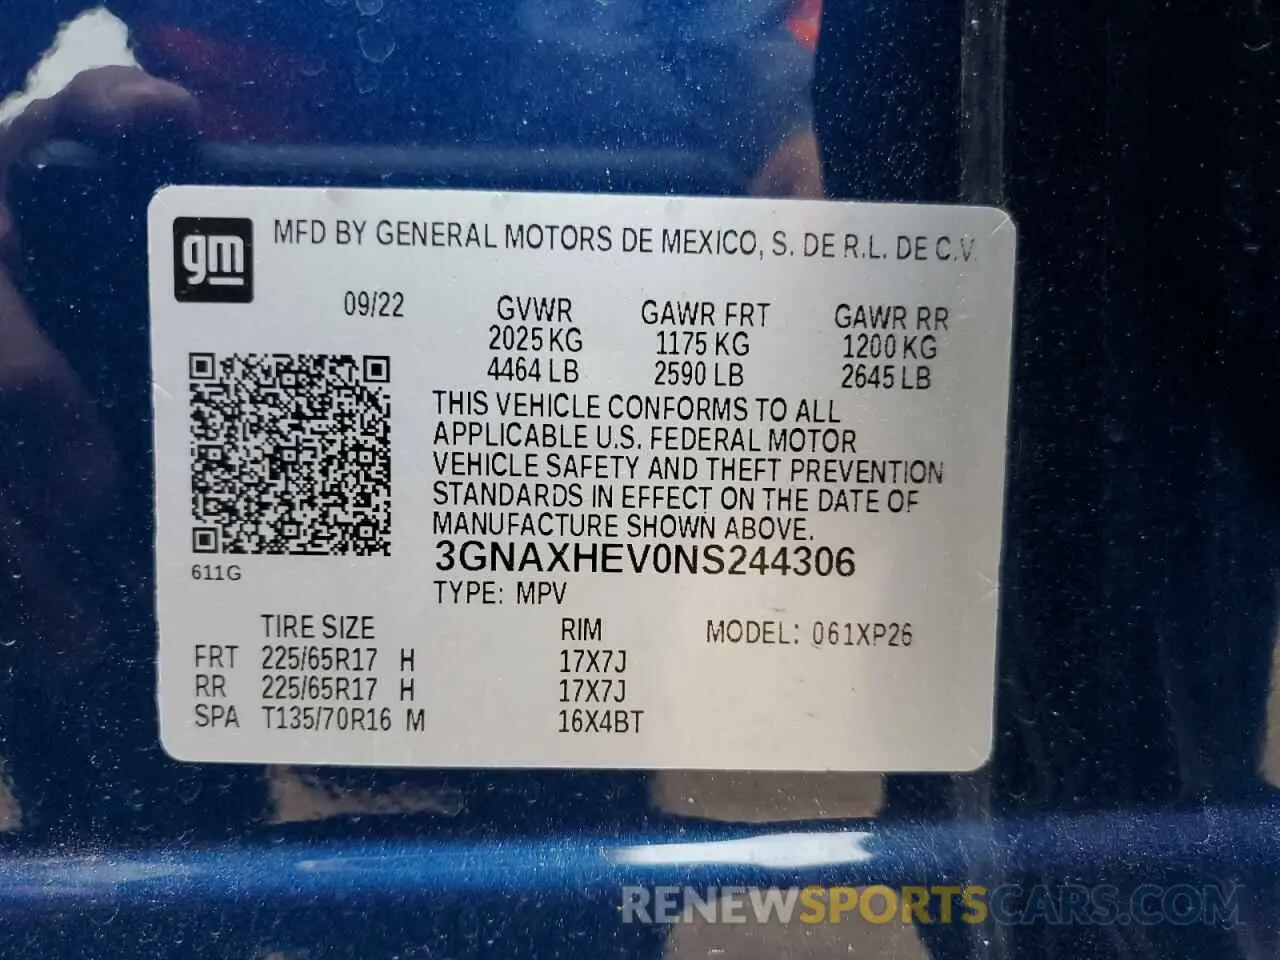 gm
MFD BY GENERAL MOTORS DE MEXICO, S. DE R.L. DE C.V.
09/22
GVWR GAWR FRT GAWR RR
2025 KG 1175 KG 1200 KG
4464 LB 2590 LB 2645 LB
THIS VEHICLE CONFORMS TO ALL
APPLICABLE U.S. FEDERAL MOTOR
VEHICLE SAFETY AND THEFT PREVENTION
STANDARDS IN EFFECT ON THE DATE OF
MANUFACTURE SHOWN ABOVE.
3GNAXHEV0NS244306
611G
TYPE: MPV
TIRE SIZE RIM MODEL: 061XP26
FRT 225/65R17 H 17X7J
RR 225/65R17 H 17X7J
SPA T135/70R16 M 16X4BT
RENEWSPORTSCARS.COM